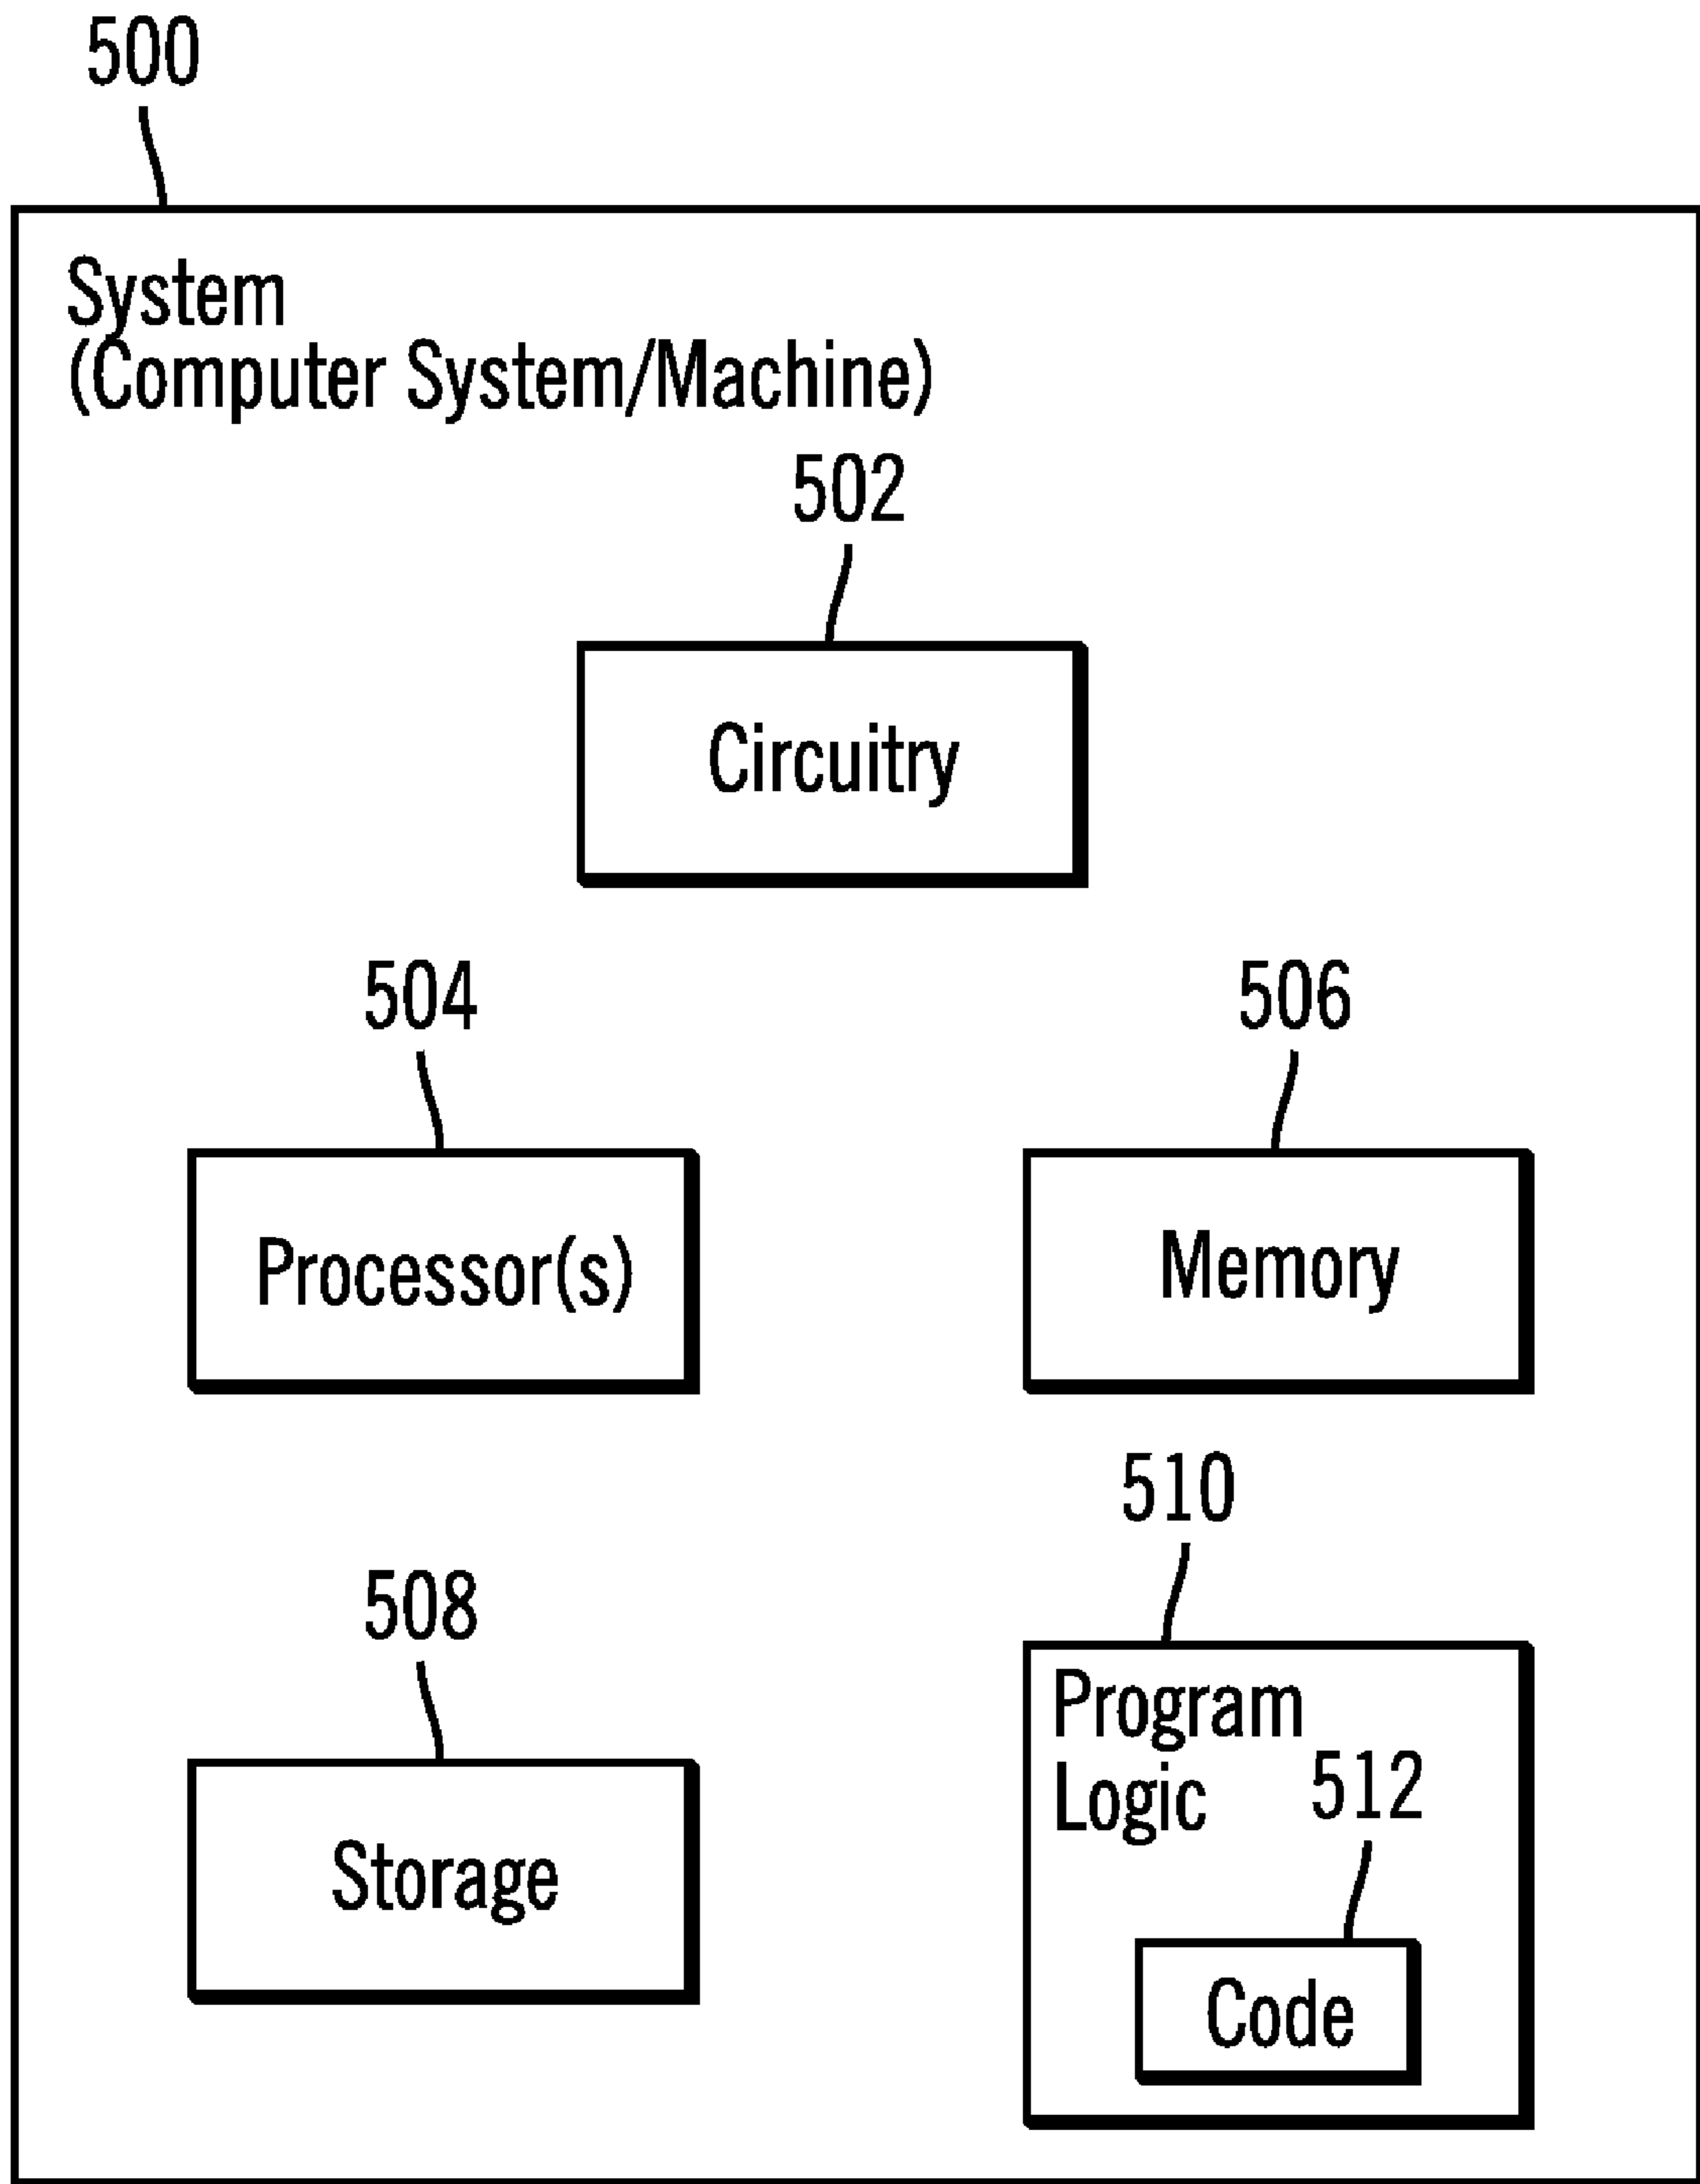 500
System
(Computer System/Machine)
502
Circuitry
504
506
Processor(s)
Memory
510
508
Program
Logic
512
Storage
Code